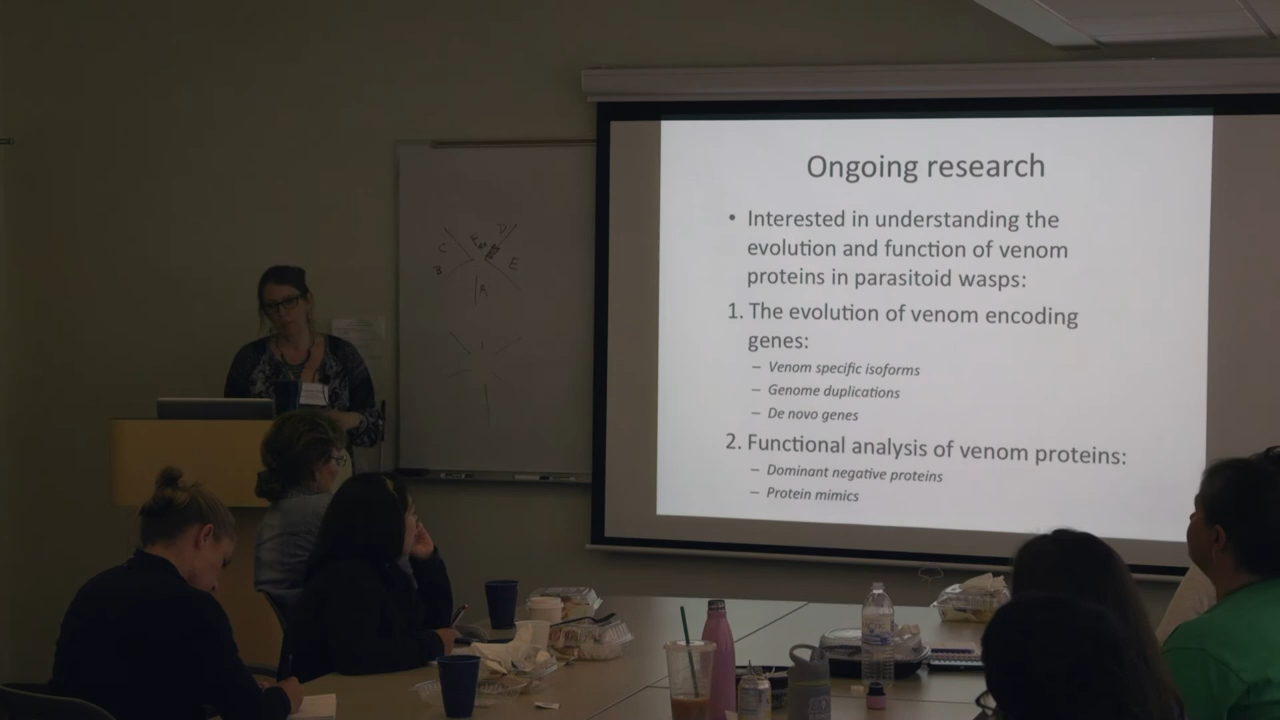 Ongoing research
• Interested in understanding the
evolution and function of venom
proteins in parasitoid wasps:
1. The evolution of venom encoding
genes:
– Venom specific isoforms
– Genome duplications
– De novo genes
2. Functional analysis of venom proteins:
– Dominant negative proteins
– Protein mimics
D
C
E
B
A